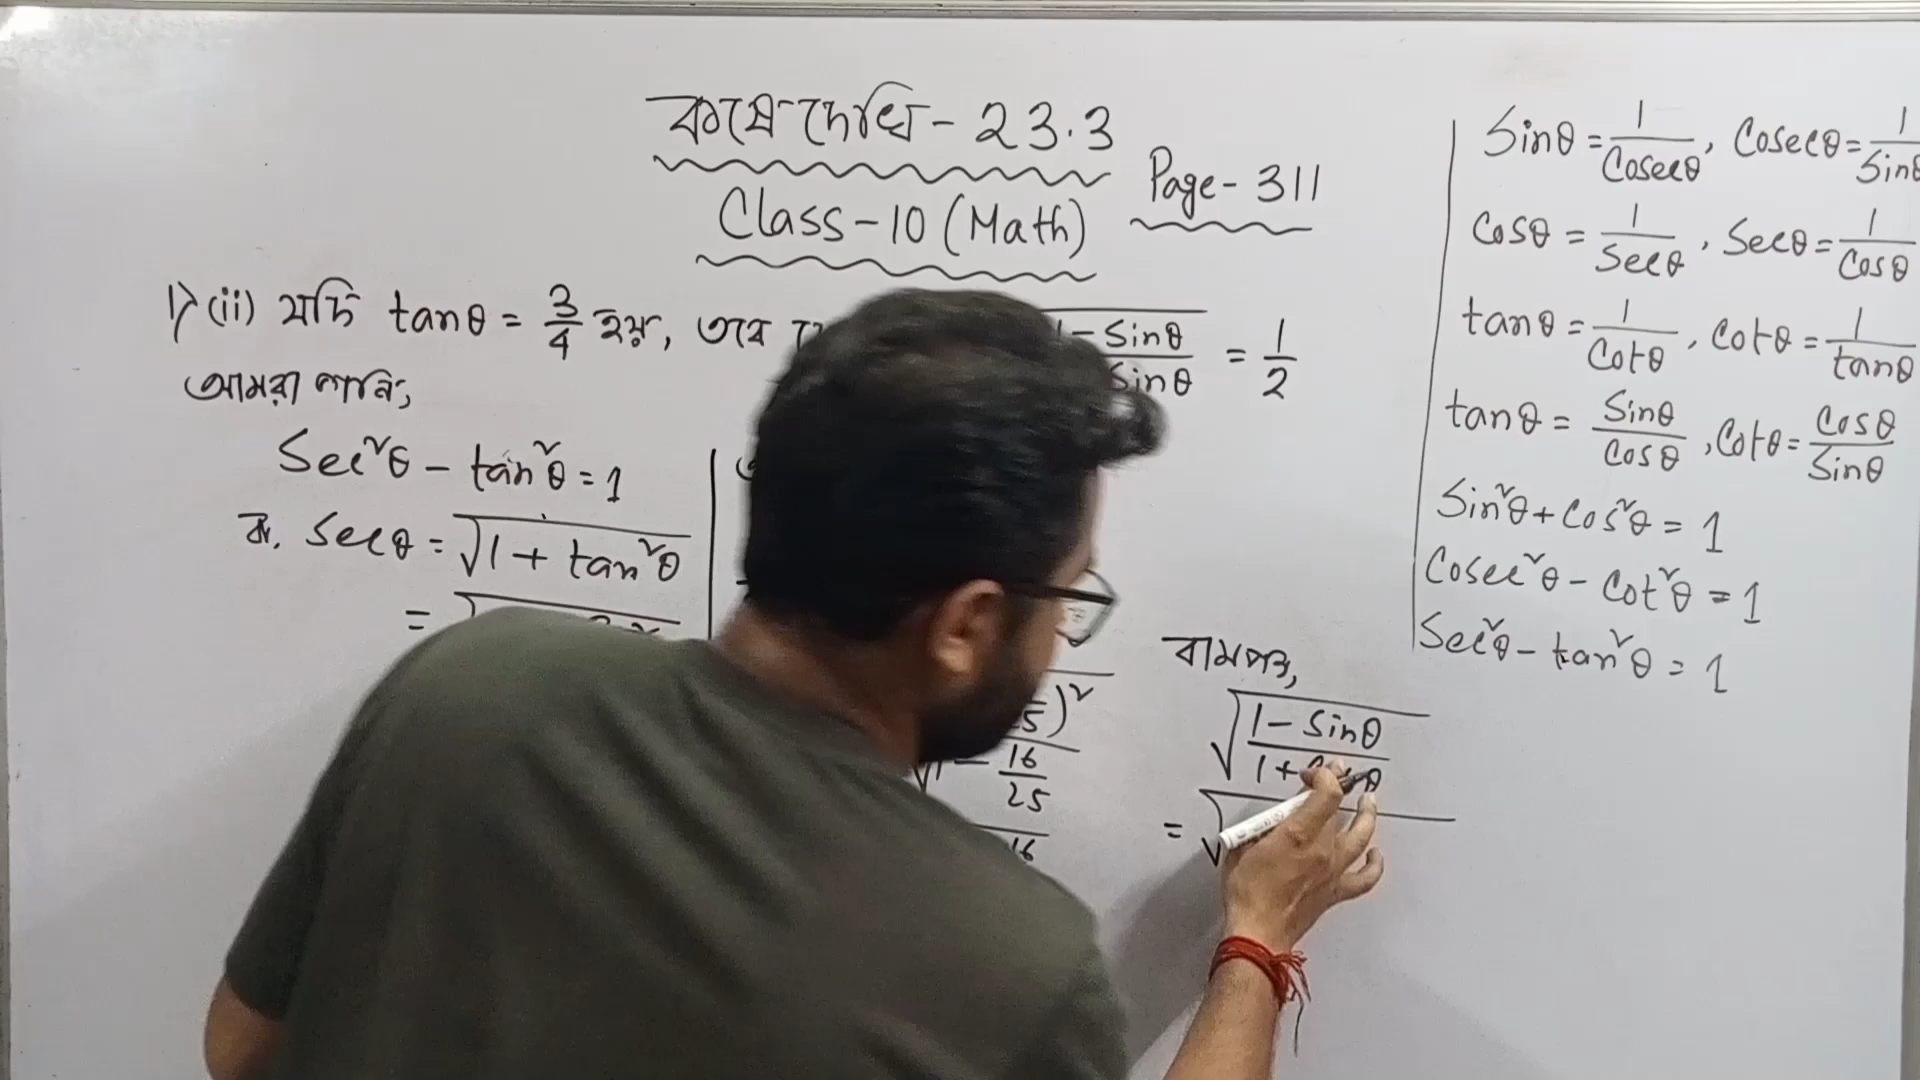 কষে দেখি - 23.3
Class-10 (Math)
Page - 311
1) (ii) যদি tanθ = 3/4 হয়, তবে
1 - Sinθ / Sinθ = 1/2
আমরা জানি,
Sec²θ - tan²θ = 1
বা, Secθ = √(1 + tan²θ)
=
5)²
1 - 16/25
16
বামপক্ষ,
√((1 - Sinθ)/(1 + θ))
= √
Sinθ = 1/Cosecθ, Cosecθ = 1/Sinθ
Cosθ = 1/Secθ, Secθ = 1/Cosθ
tanθ = 1/Cotθ, Cotθ = 1/tanθ
tanθ = Sinθ/Cosθ, Cotθ = Cosθ/Sinθ
Sin²θ + Cos²θ = 1
Cosec²θ - Cot²θ = 1
Sec²θ - tan²θ = 1